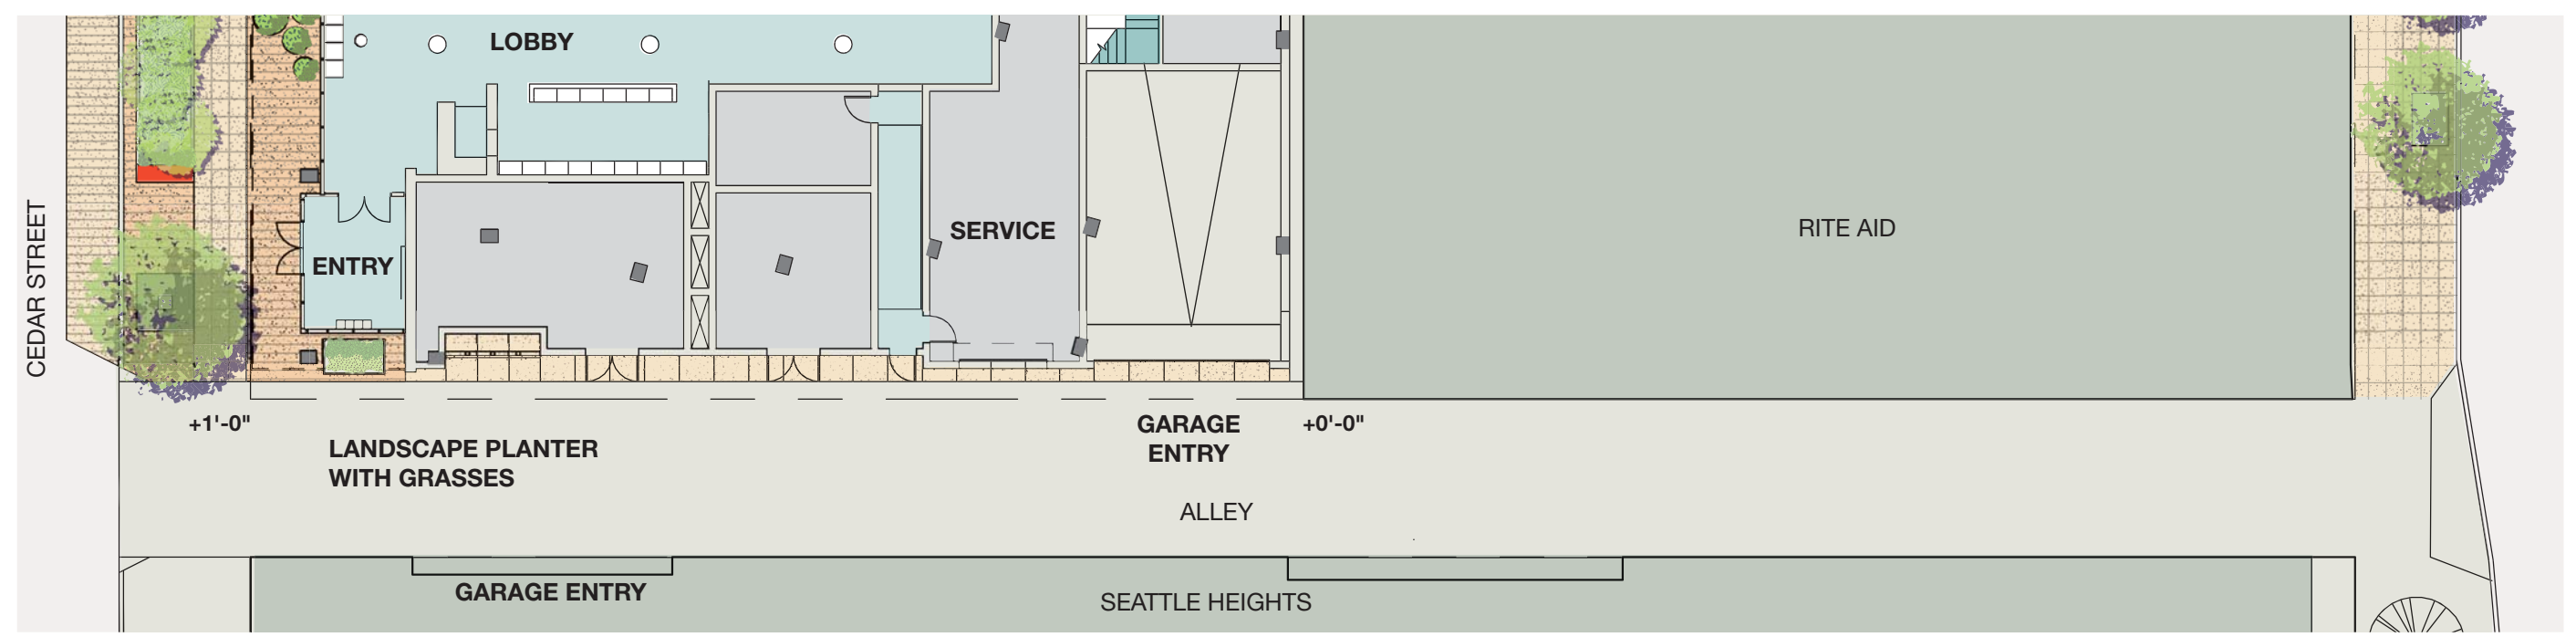 LOBBY
CEDAR STREET
ENTRY
SERVICE
RITE AID
+1'-0"
LANDSCAPE PLANTER
WITH GRASSES
GARAGE
ENTRY
+0'-0"
ALLEY
GARAGE ENTRY
SEATTLE HEIGHTS